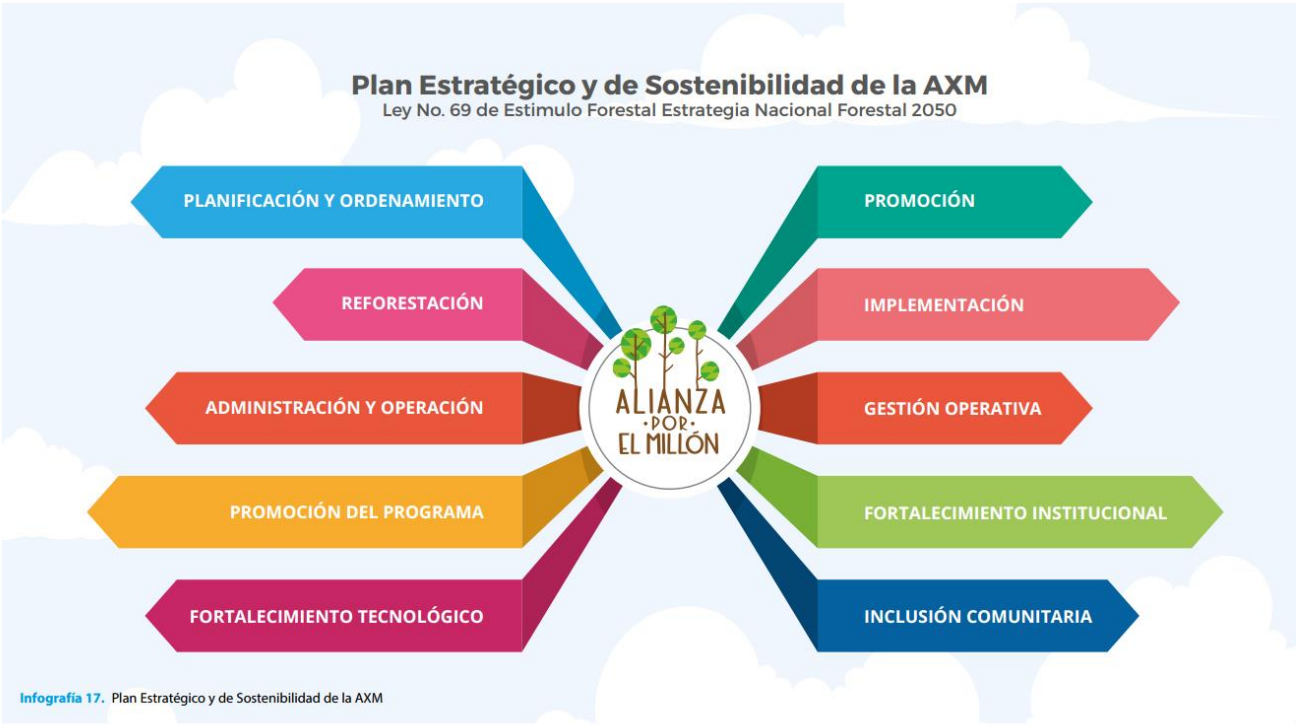 Plan Estratégico y de Sostenibilidad de la AXM
Ley No. 69 de Estimulo Forestal Estrategia Nacional Forestal 2050
PLANIFICACIÓN Y ORDENAMIENTO
REFORESTACIÓN
ADMINISTRACIÓN Y OPERACIÓN
PROMOCIÓN DEL PROGRAMA
FORTALECIMIENTO TECNOLÓGICO
ALIANZA
·POR·
EL MILLÓN
PROMOCIÓN
IMPLEMENTACIÓN
GESTIÓN OPERATIVA
FORTALECIMIENTO INSTITUCIONAL
INCLUSIÓN COMUNITARIA
Infografía 17. Plan Estratégico y de Sostenibilidad de la AXM